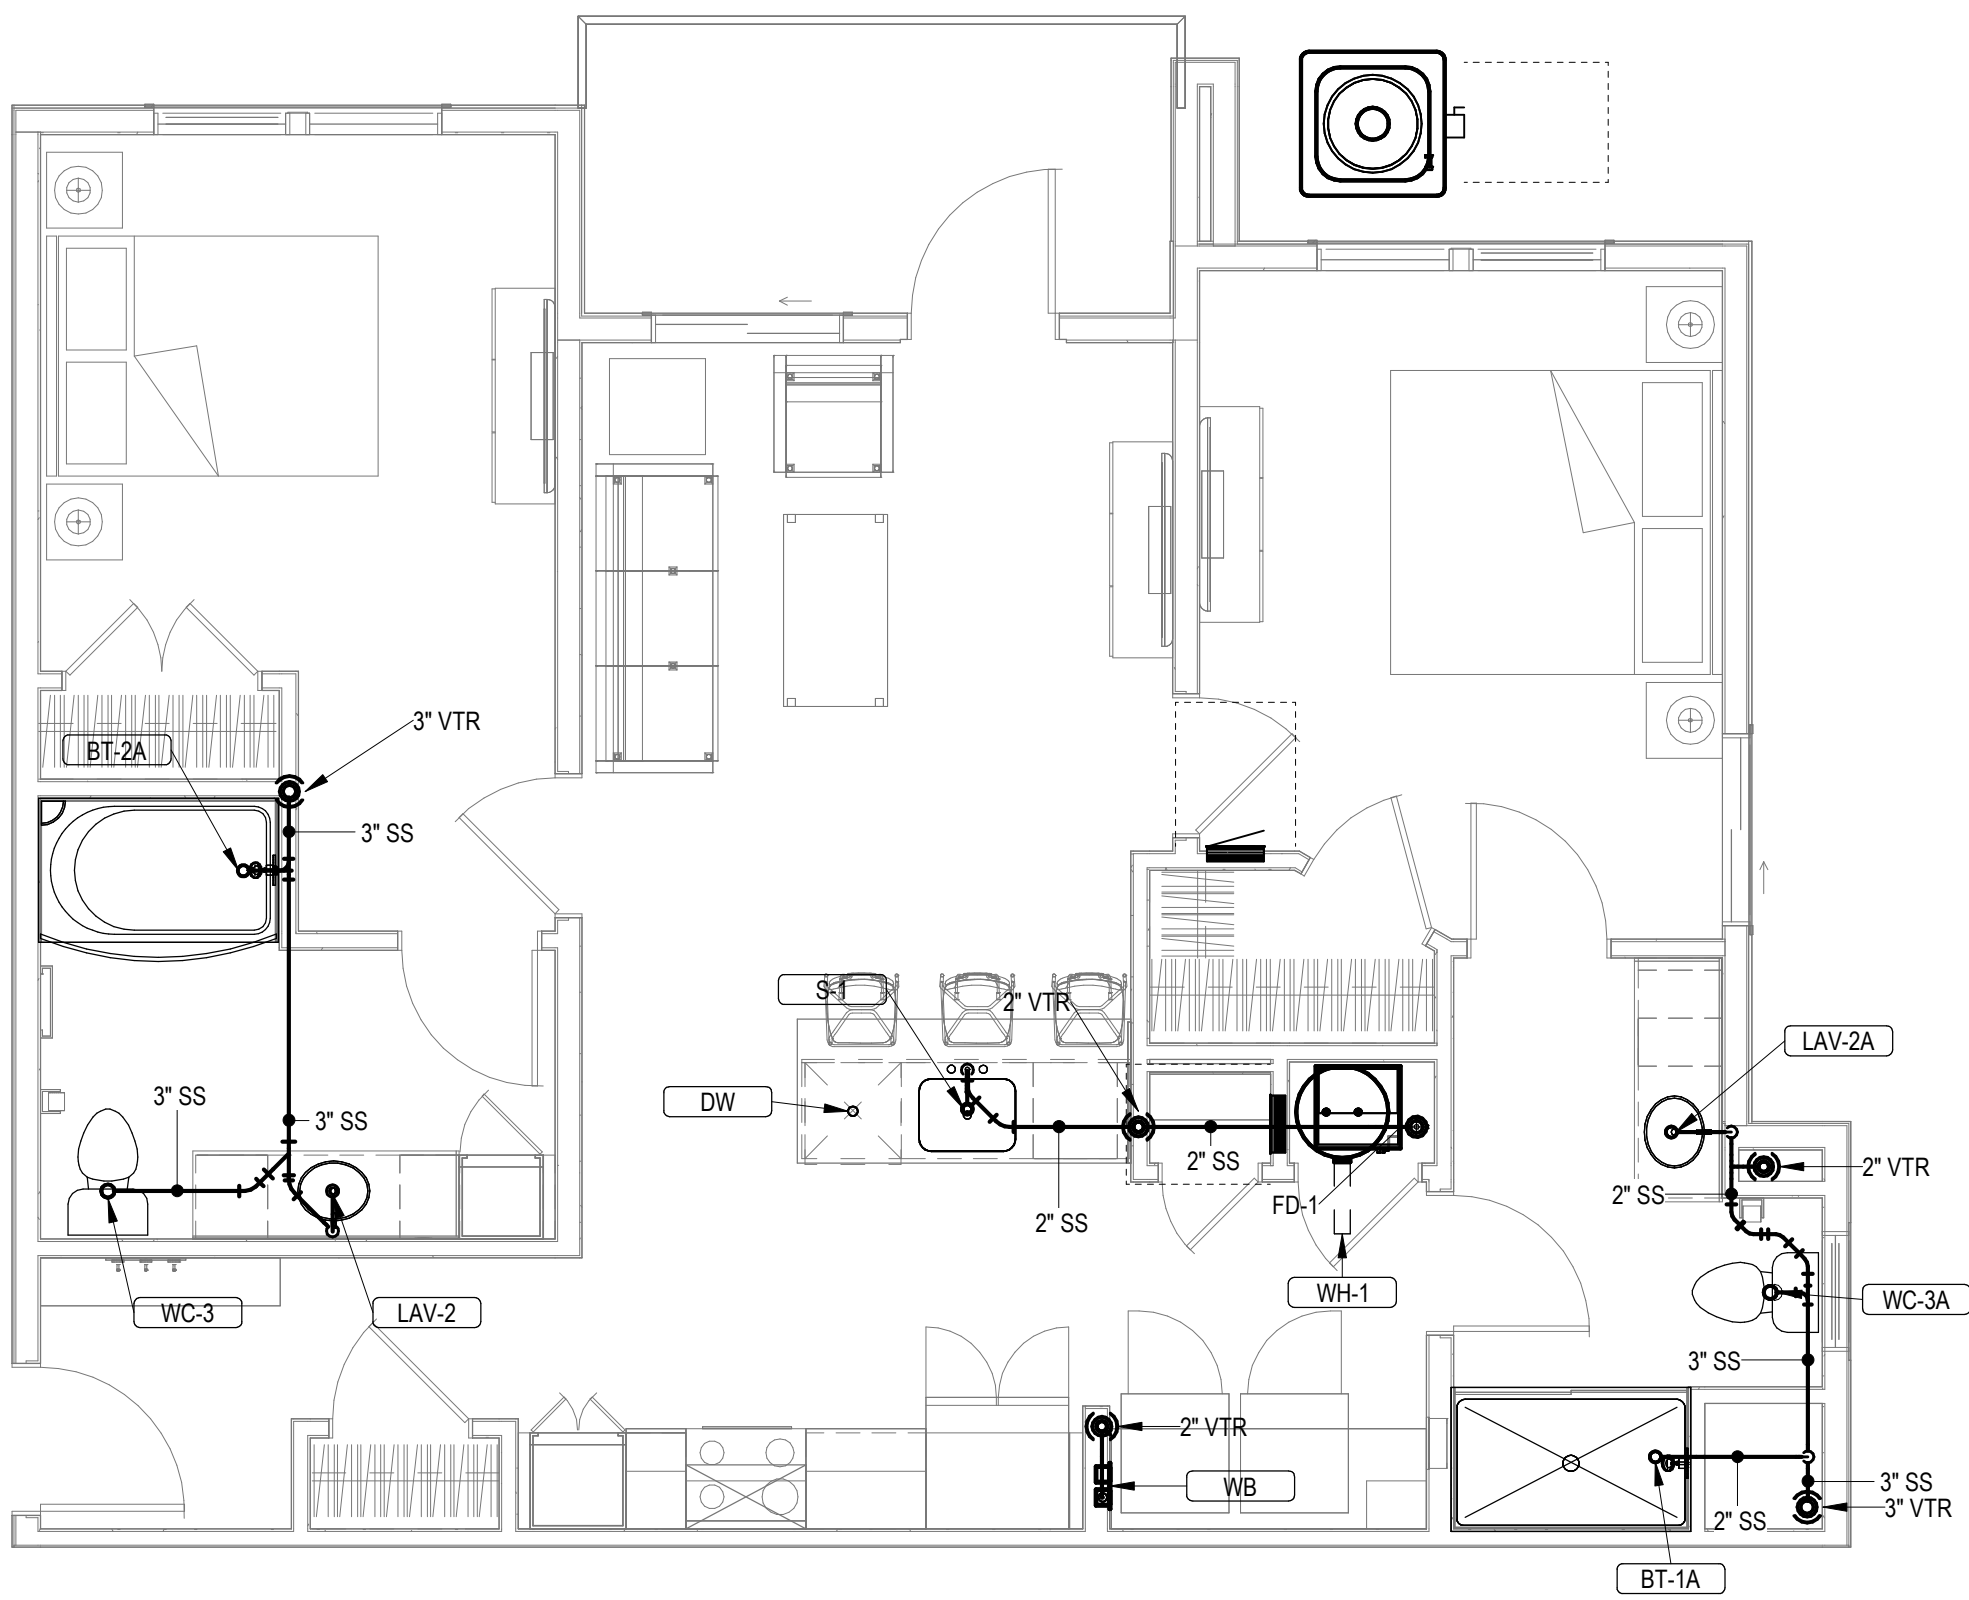 3" VTR
BT-2A
3" SS
S-1
2" VTR
LAV-2A
3" SS
DW
3" SS
2" SS
2" VTR
2" SS
FD-1
2" SS
WH-1
WC-3A
WC-3
LAV-2
3" SS
2" VTR
WB
3" SS
3" VTR
2" SS
BT-1A